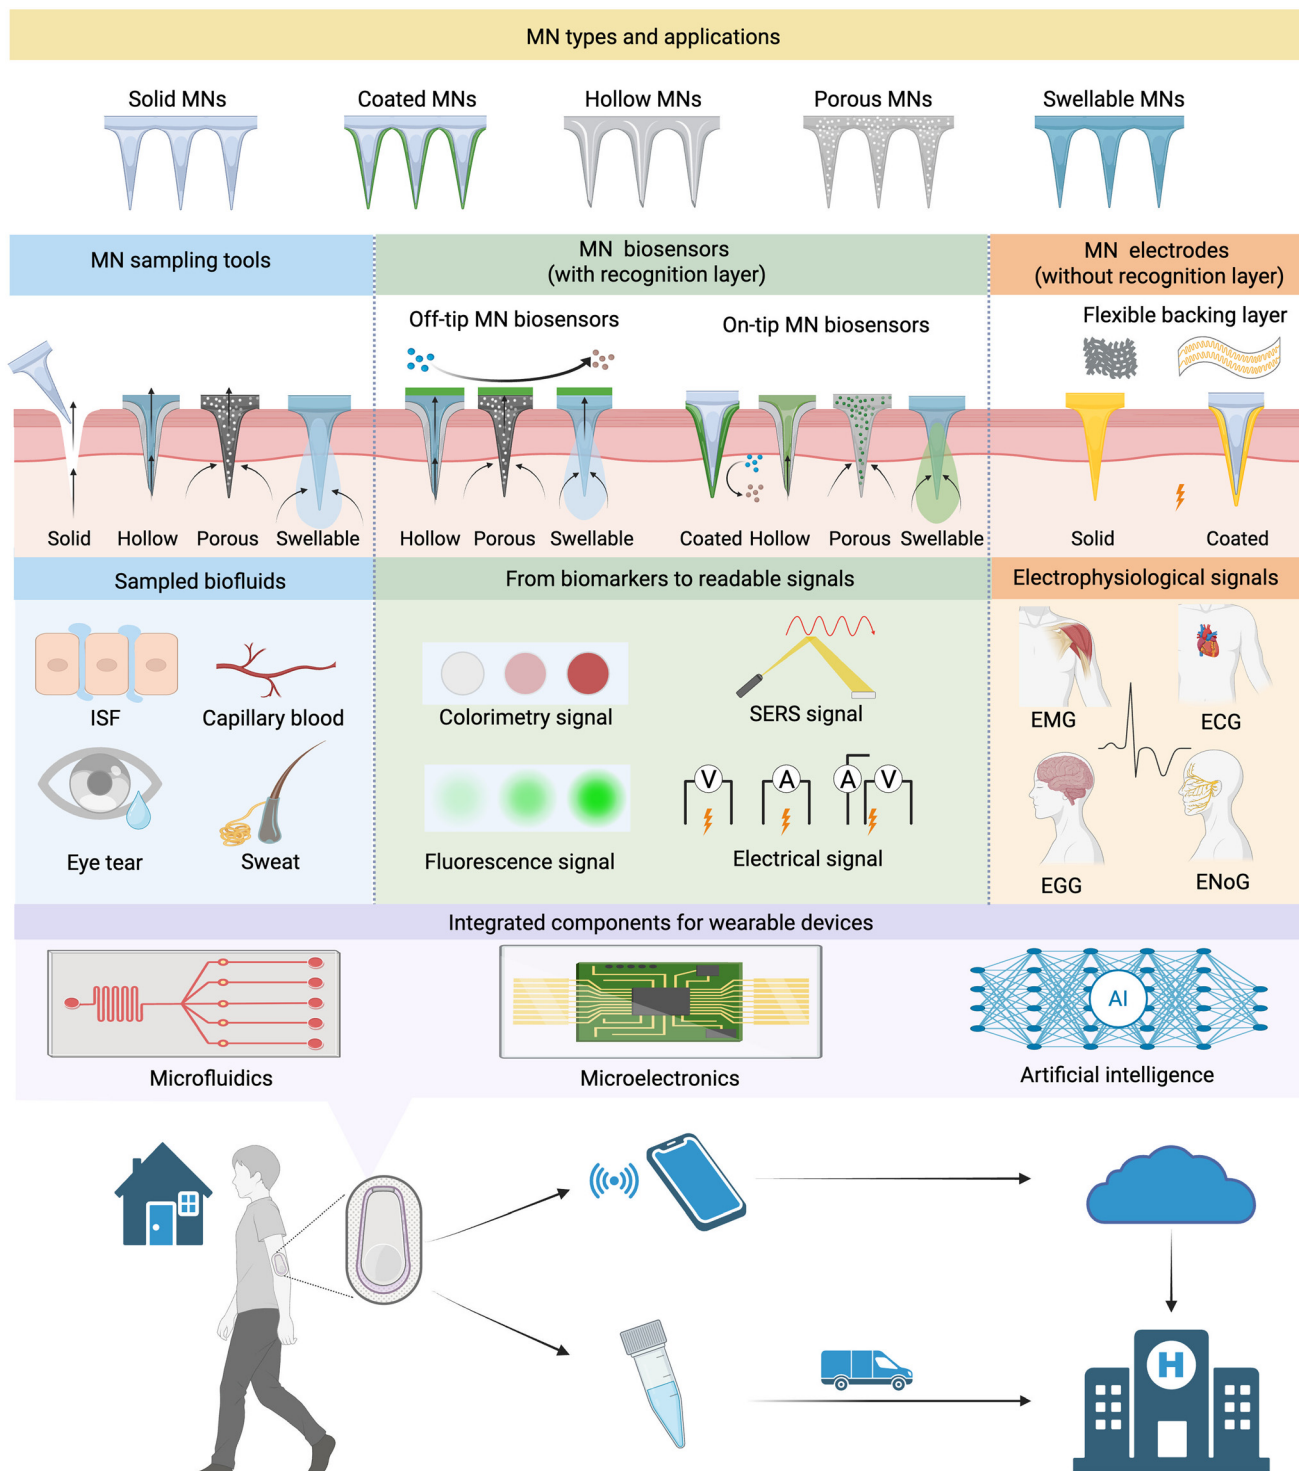 MN types and applications
Solid MNs
Coated MNs
Hollow MNs
Porous MNs
Swellable MNs
MN sampling tools
MN biosensors
(with recognition layer)
MN electrodes
(without recognition layer)
Off-tip MN biosensors
On-tip MN biosensors
Flexible backing layer
Solid
Hollow
Porous
Swellable
Hollow
Porous
Swellable
Coated
Hollow
Porous
Swellable
Solid
Coated
Sampled biofluids
From biomarkers to readable signals
Electrophysiological signals
ISF
Capillary blood
Colorimetry signal
SERS signal
EMG
ECG
V
A
A
V
Eye tear
Sweat
Fluorescence signal
Electrical signal
EGG
ENoG
Integrated components for wearable devices
AI
Microfluidics
Microelectronics
Artificial intelligence
H